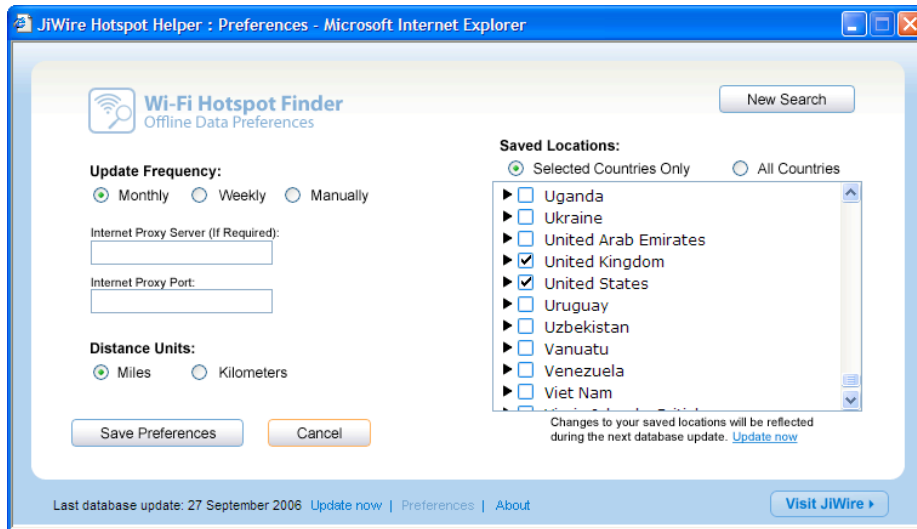 JiWire Hotspot Helper : Preferences - Microsoft Internet Explorer
Wi-Fi Hotspot Finder
Offline Data Preferences
New Search
Update Frequency:
Monthly Weekly Manually
Internet Proxy Server (If Required):
Internet Proxy Port:
Distance Units:
Miles Kilometers
Save Preferences Cancel
Saved Locations:
Selected Countries Only All Countries
Uganda
Ukraine
United Arab Emirates
United Kingdom
United States
Uruguay
Uzbekistan
Vanuatu
Venezuela
Viet Nam
Changes to your saved locations will be reflected
during the next database update. Update now
Last database update: 27 September 2006 Update now | Preferences | About
Visit JiWire